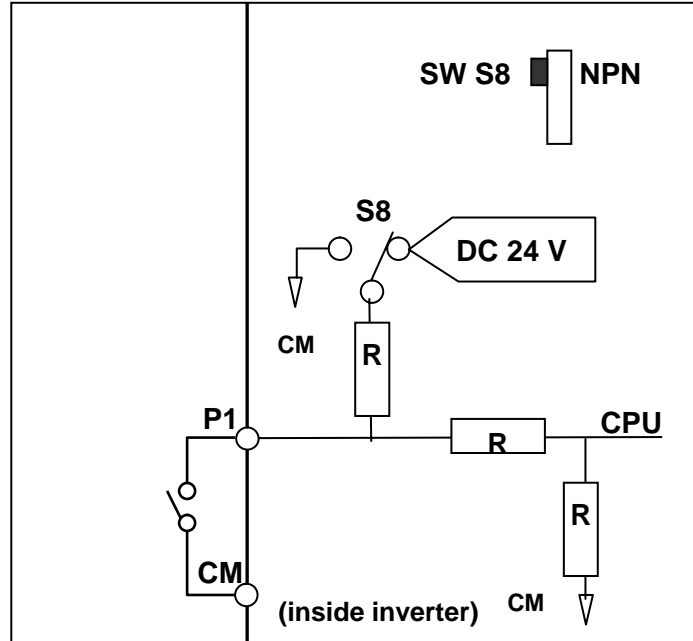 SW S8 NPN
S8
DC 24 V
CM
R
P1
R
CPU
R
CM
(inside inverter)
CM